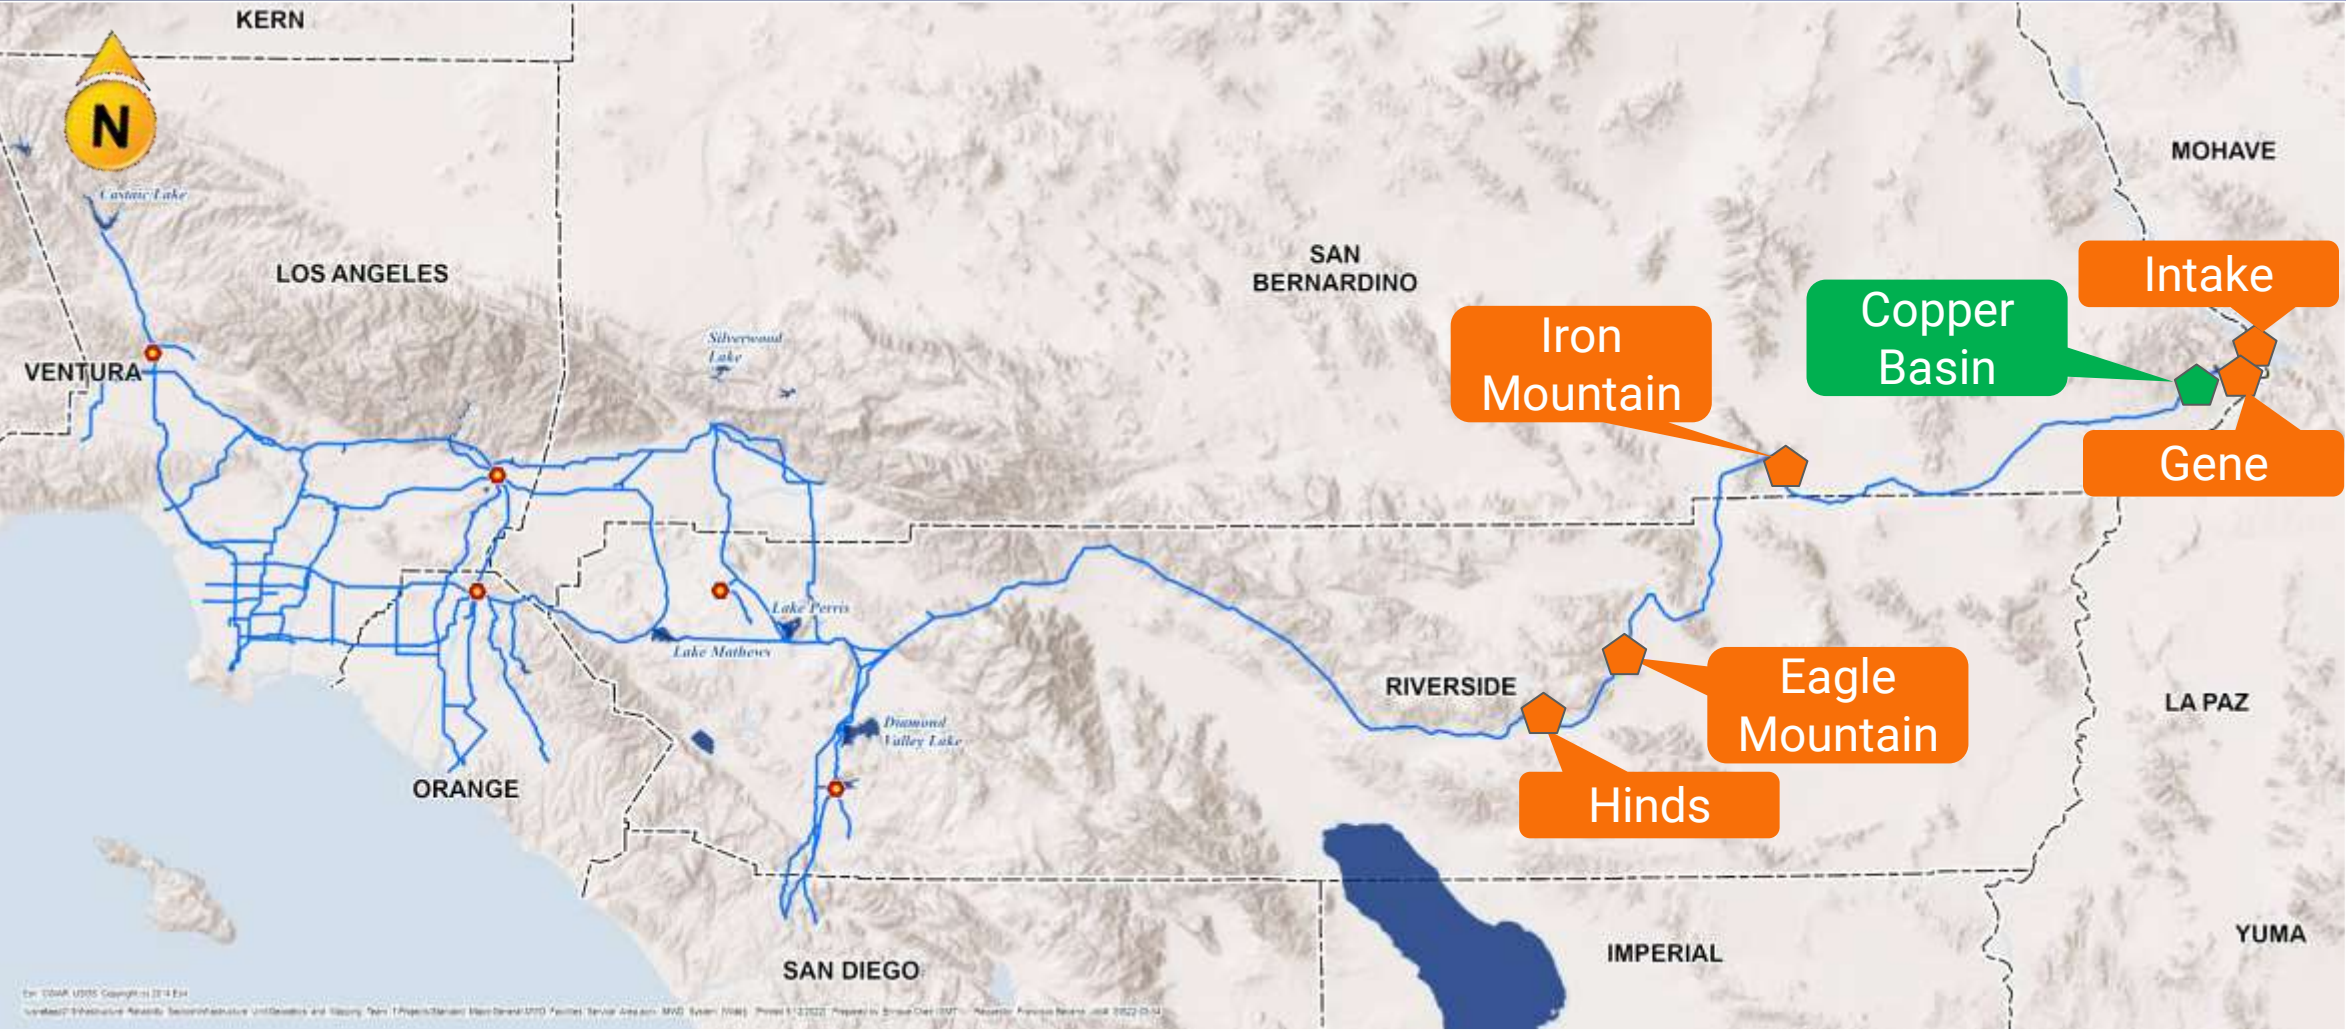 KERN
N
MOHAVE
Castaic Lake
LOS ANGELES
SAN
BERNARDINO
Intake
Copper
Basin
Iron
Mountain
Silverwood
Lake
VENTURA
Gene
Lake Perris
Lake Mathews
RIVERSIDE
Eagle
Mountain
LA PAZ
Diamond
Valley Lake
ORANGE
Hinds
YUMA
IMPERIAL
SAN DIEGO